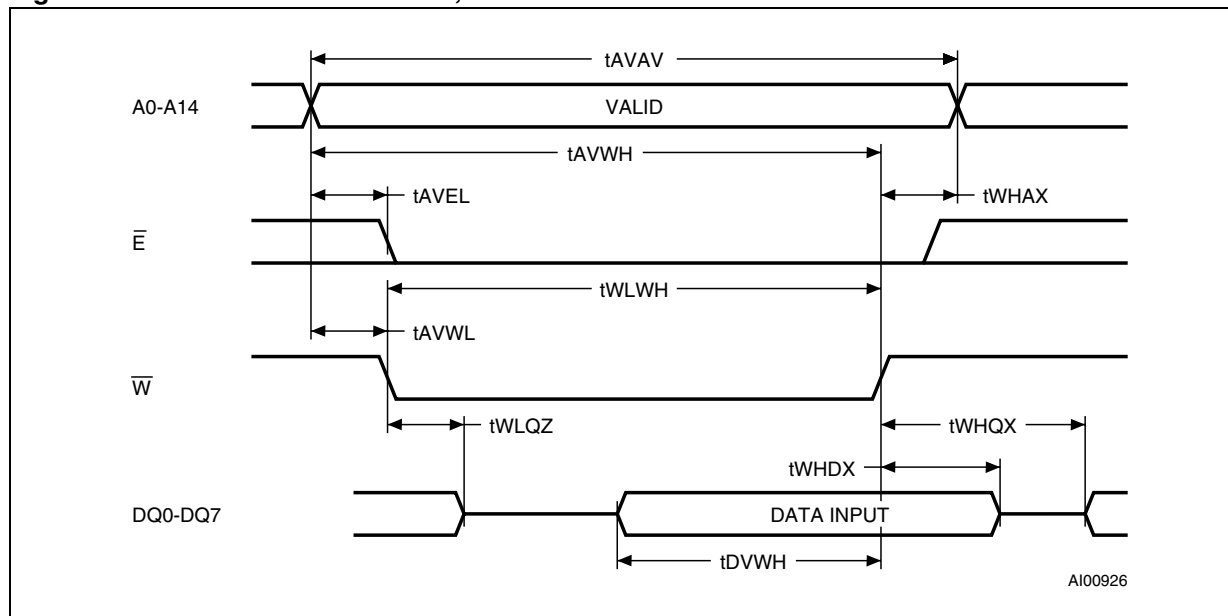 tAVAV
A0-A14
VALID
tAVWH
tAVEL
tWHAX
E̅
tWLWH
tAVWL
W̅
tWLQZ
tWHQX
tWHDX
DQ0-DQ7
DATA INPUT
tDVWH
AI00926